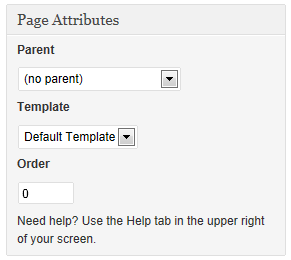 Page Attributes
Parent
(no parent)
Template
Default Template
Order
0
Need help? Use the Help tab in the upper right
of your screen.